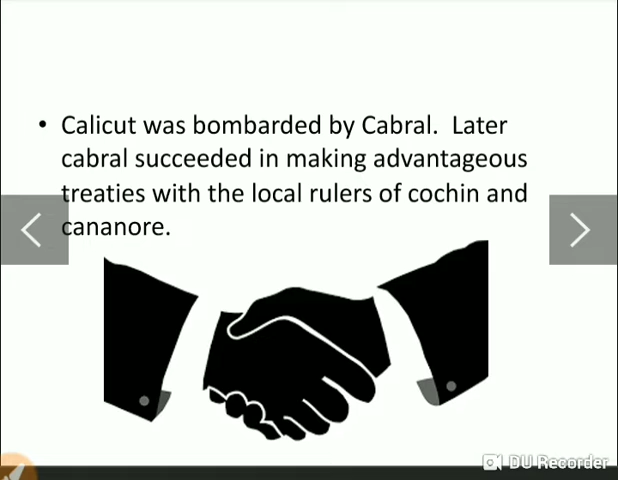 • Calicut was bombarded by Cabral. Later
cabral succeeded in making advantageous
treaties with the local rulers of cochin and
cananore.
DU Recorder